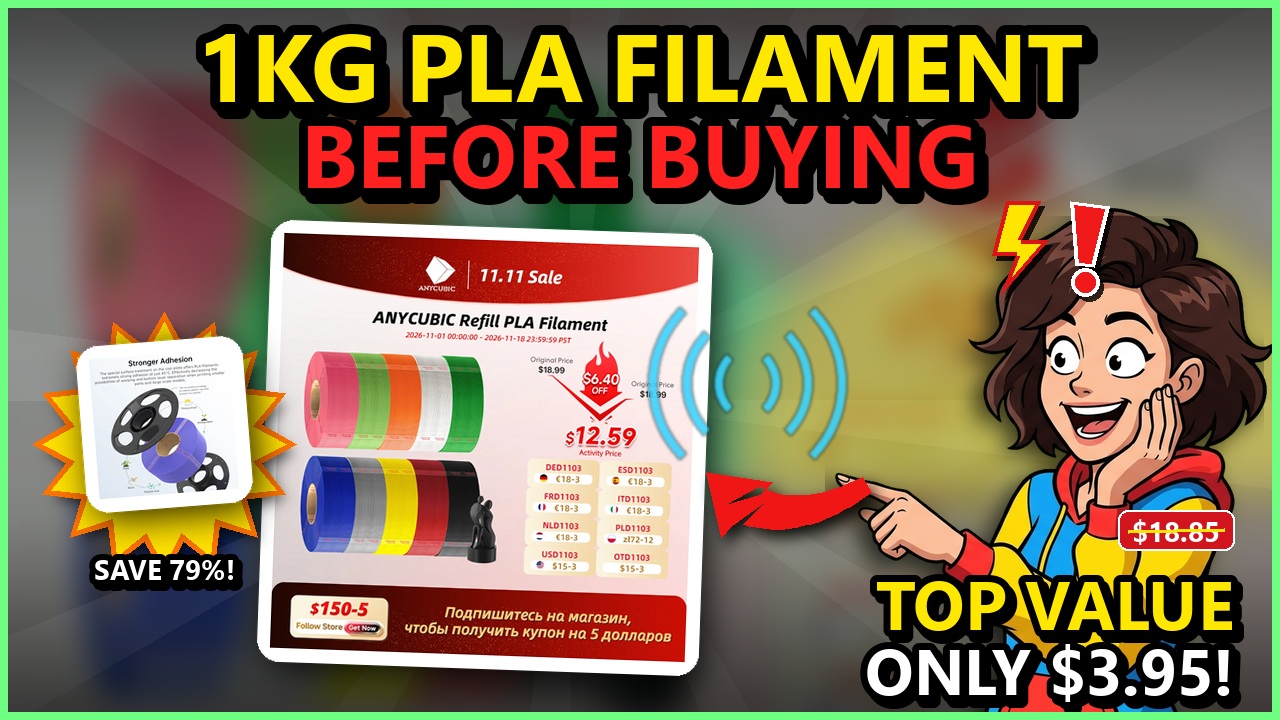 1KG PLA FILAMENT
BEFORE BUYING
ANYCUBIC
11.11 Sale
ANYCUBIC Refill PLA Filament
2026-11-01 00:00:00 - 2026-11-18 23:59:59 PST
Original Price
$18.99
$6.40
OFF
$12.59
Activity Price
DED1103
€18-3
ESD1103
€18-3
FRD1103
€18-3
ITD1103
€18-3
NLD1103
€18-3
PLD1103
zł72-12
USD1103
$15-3
OTD1103
$15-3
$150-5
Follow Store Get Now
Подпишитесь на магазин,
чтобы получить купон на 5 долларов
Stronger Adhesion
SAVE 79%!
$18.85
TOP VALUE
ONLY $3.95!